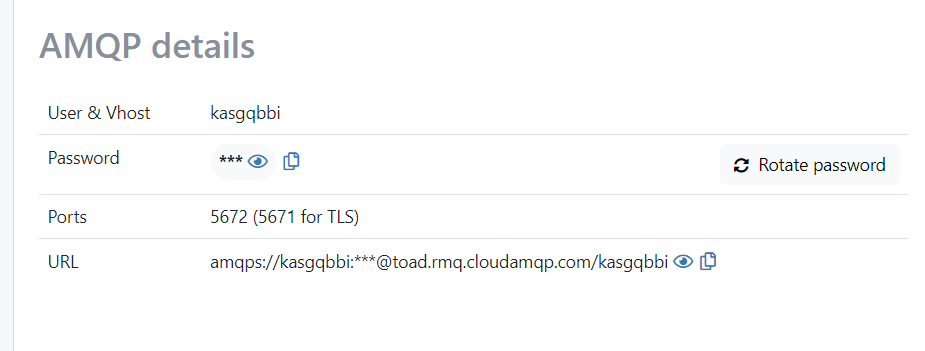 AMQP details
User & Vhost kasgqbbi
Password *** Rotate password
Ports 5672 (5671 for TLS)
URL amqps://kasgqbbi:***@toad.rmq.cloudamqp.com/kasgqbbi